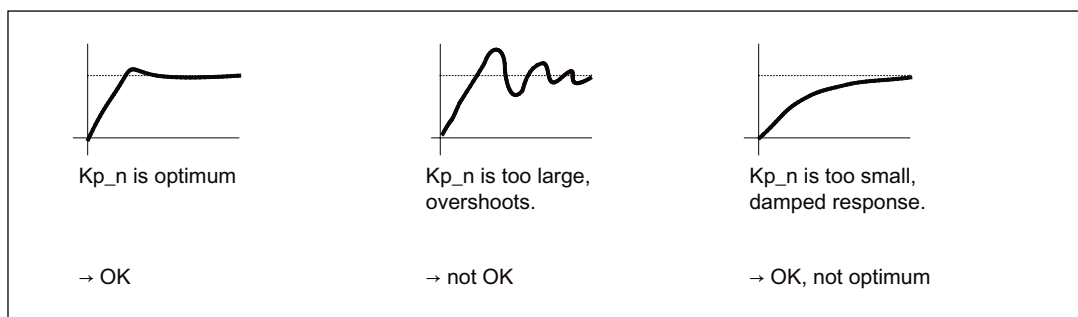 Kp_n is optimum
→ OK
Kp_n is too large,
overshoots.
→ not OK
Kp_n is too small,
damped response.
→ OK, not optimum